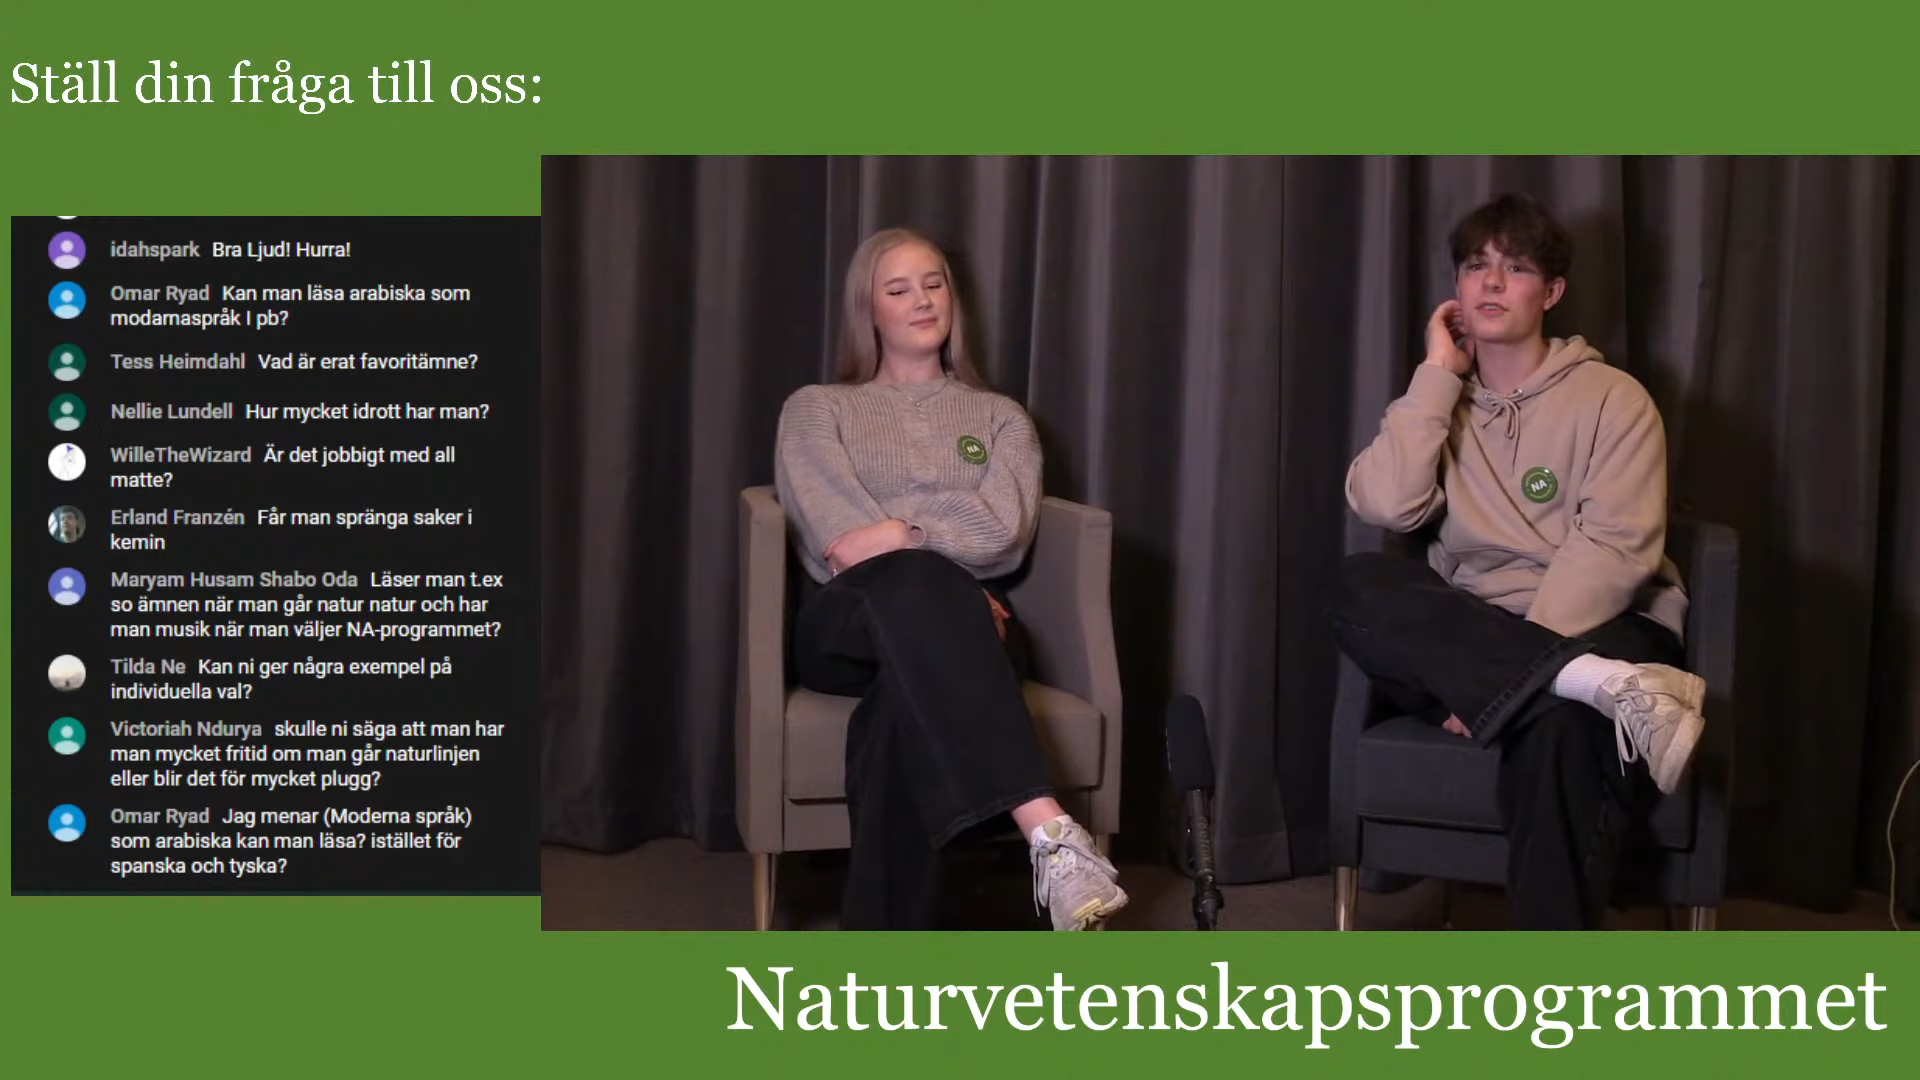 Ställ din fråga till oss:
idahspark Bra Ljud! Hurra!
Omar Ryad Kan man läsa arabiska som
modarnaspråk I pb?
Tess Heimdahl Vad är erat favoritämne?
Nellie Lundell Hur mycket idrott har man?
WilleTheWizard Är det jobbigt med all
matte?
Erland Franzén Får man spränga saker i
kemin
Maryam Husam Shabo Oda Läser man t.ex
so ämnen när man går natur natur och har
man musik när man väljer NA-programmet?
Tilda Ne Kan ni ger några exempel på
individuella val?
Victoriah Ndurya skulle ni säga att man har
man mycket fritid om man går naturlinjen
eller blir det för mycket plugg?
Omar Ryad Jag menar (Moderna språk)
som arabiska kan man läsa? istället för
spanska och tyska?
NA
NA
Naturvetenskapsprogrammet